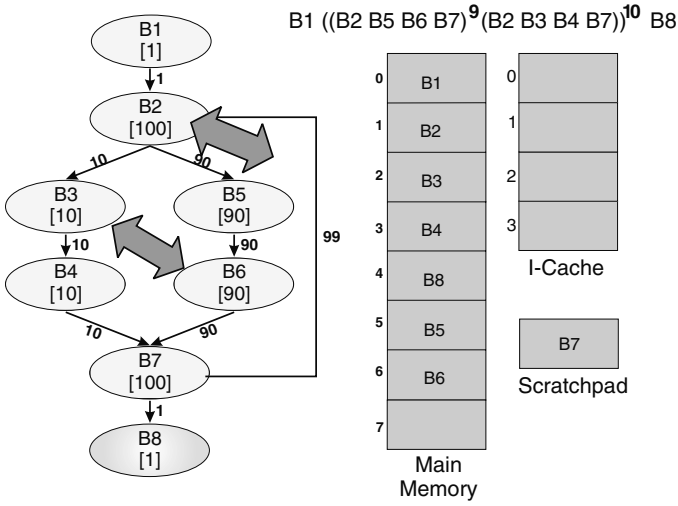 B1 ((B2 B5 B6 B7)^9(B2 B3 B4 B7))^10 B8
B1
[1]
1
B2
[100]
10
90
B3
[10]
B5
[90]
10
90
99
B4
[10]
B6
[90]
10
90
B7
[100]
1
B8
[1]
0
B1
1
B2
2
B3
3
B4
4
B8
5
B5
6
B6
7
Main
Memory
0
1
2
3
I-Cache
B7
Scratchpad